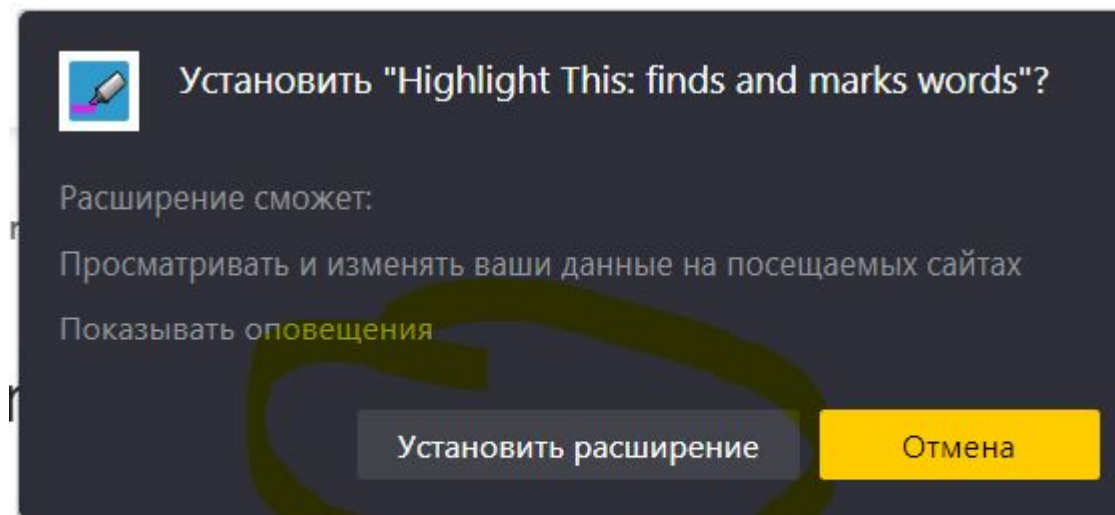 Установить "Highlight This: finds and marks words"?
Расширение сможет:
Просматривать и изменять ваши данные на посещаемых сайтах
Показывать оповещения
Установить расширение
Отмена